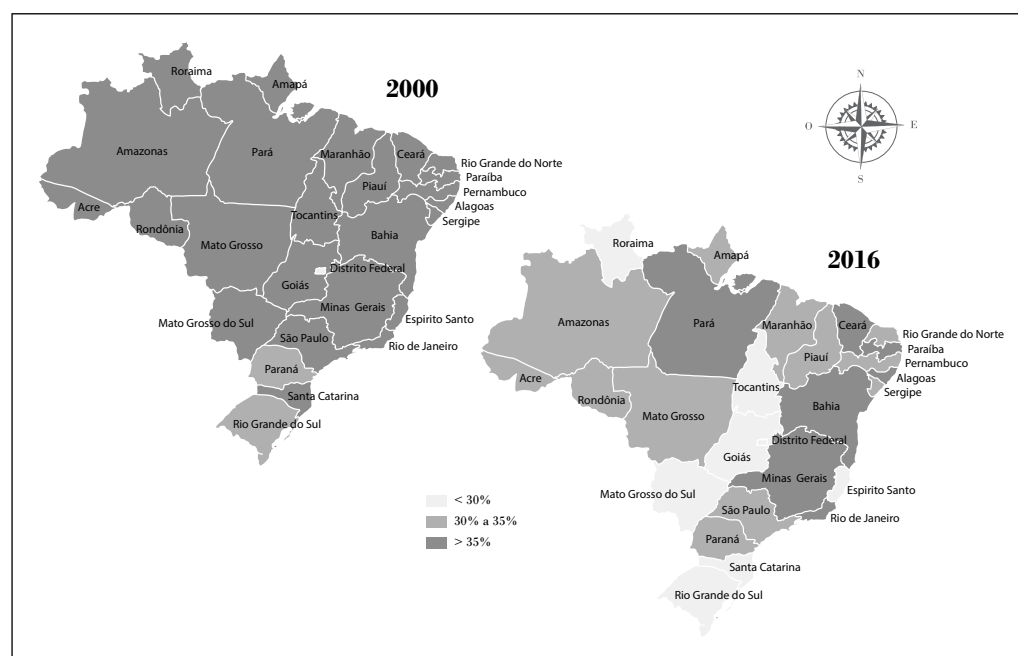 2000
Roraima
Amapá
Amazonas
Pará
Maranhão
Ceará
Rio Grande do Norte
Paraíba
Piauí
Pernambuco
Acre
Alagoas
Tocantins
Sergipe
Rondônia
Bahia
Mato Grosso
Distrito Federal
Goiás
Minas Gerais
Espirito Santo
Mato Grosso do Sul
São Paulo
Rio de Janeiro
Paraná
Santa Catarina
Rio Grande do Sul
N
O
E
S
2016
Roraima
Amapá
Amazonas
Pará
Maranhão
Ceará
Rio Grande do Norte
Paraíba
Piauí
Pernambuco
Acre
Alagoas
Tocantins
Sergipe
Rondônia
Bahia
Mato Grosso
Distrito Federal
Goiás
Minas Gerais
Espirito Santo
Mato Grosso do Sul
São Paulo
Rio de Janeiro
Paraná
Santa Catarina
Rio Grande do Sul
< 30%
30% a 35%
> 35%